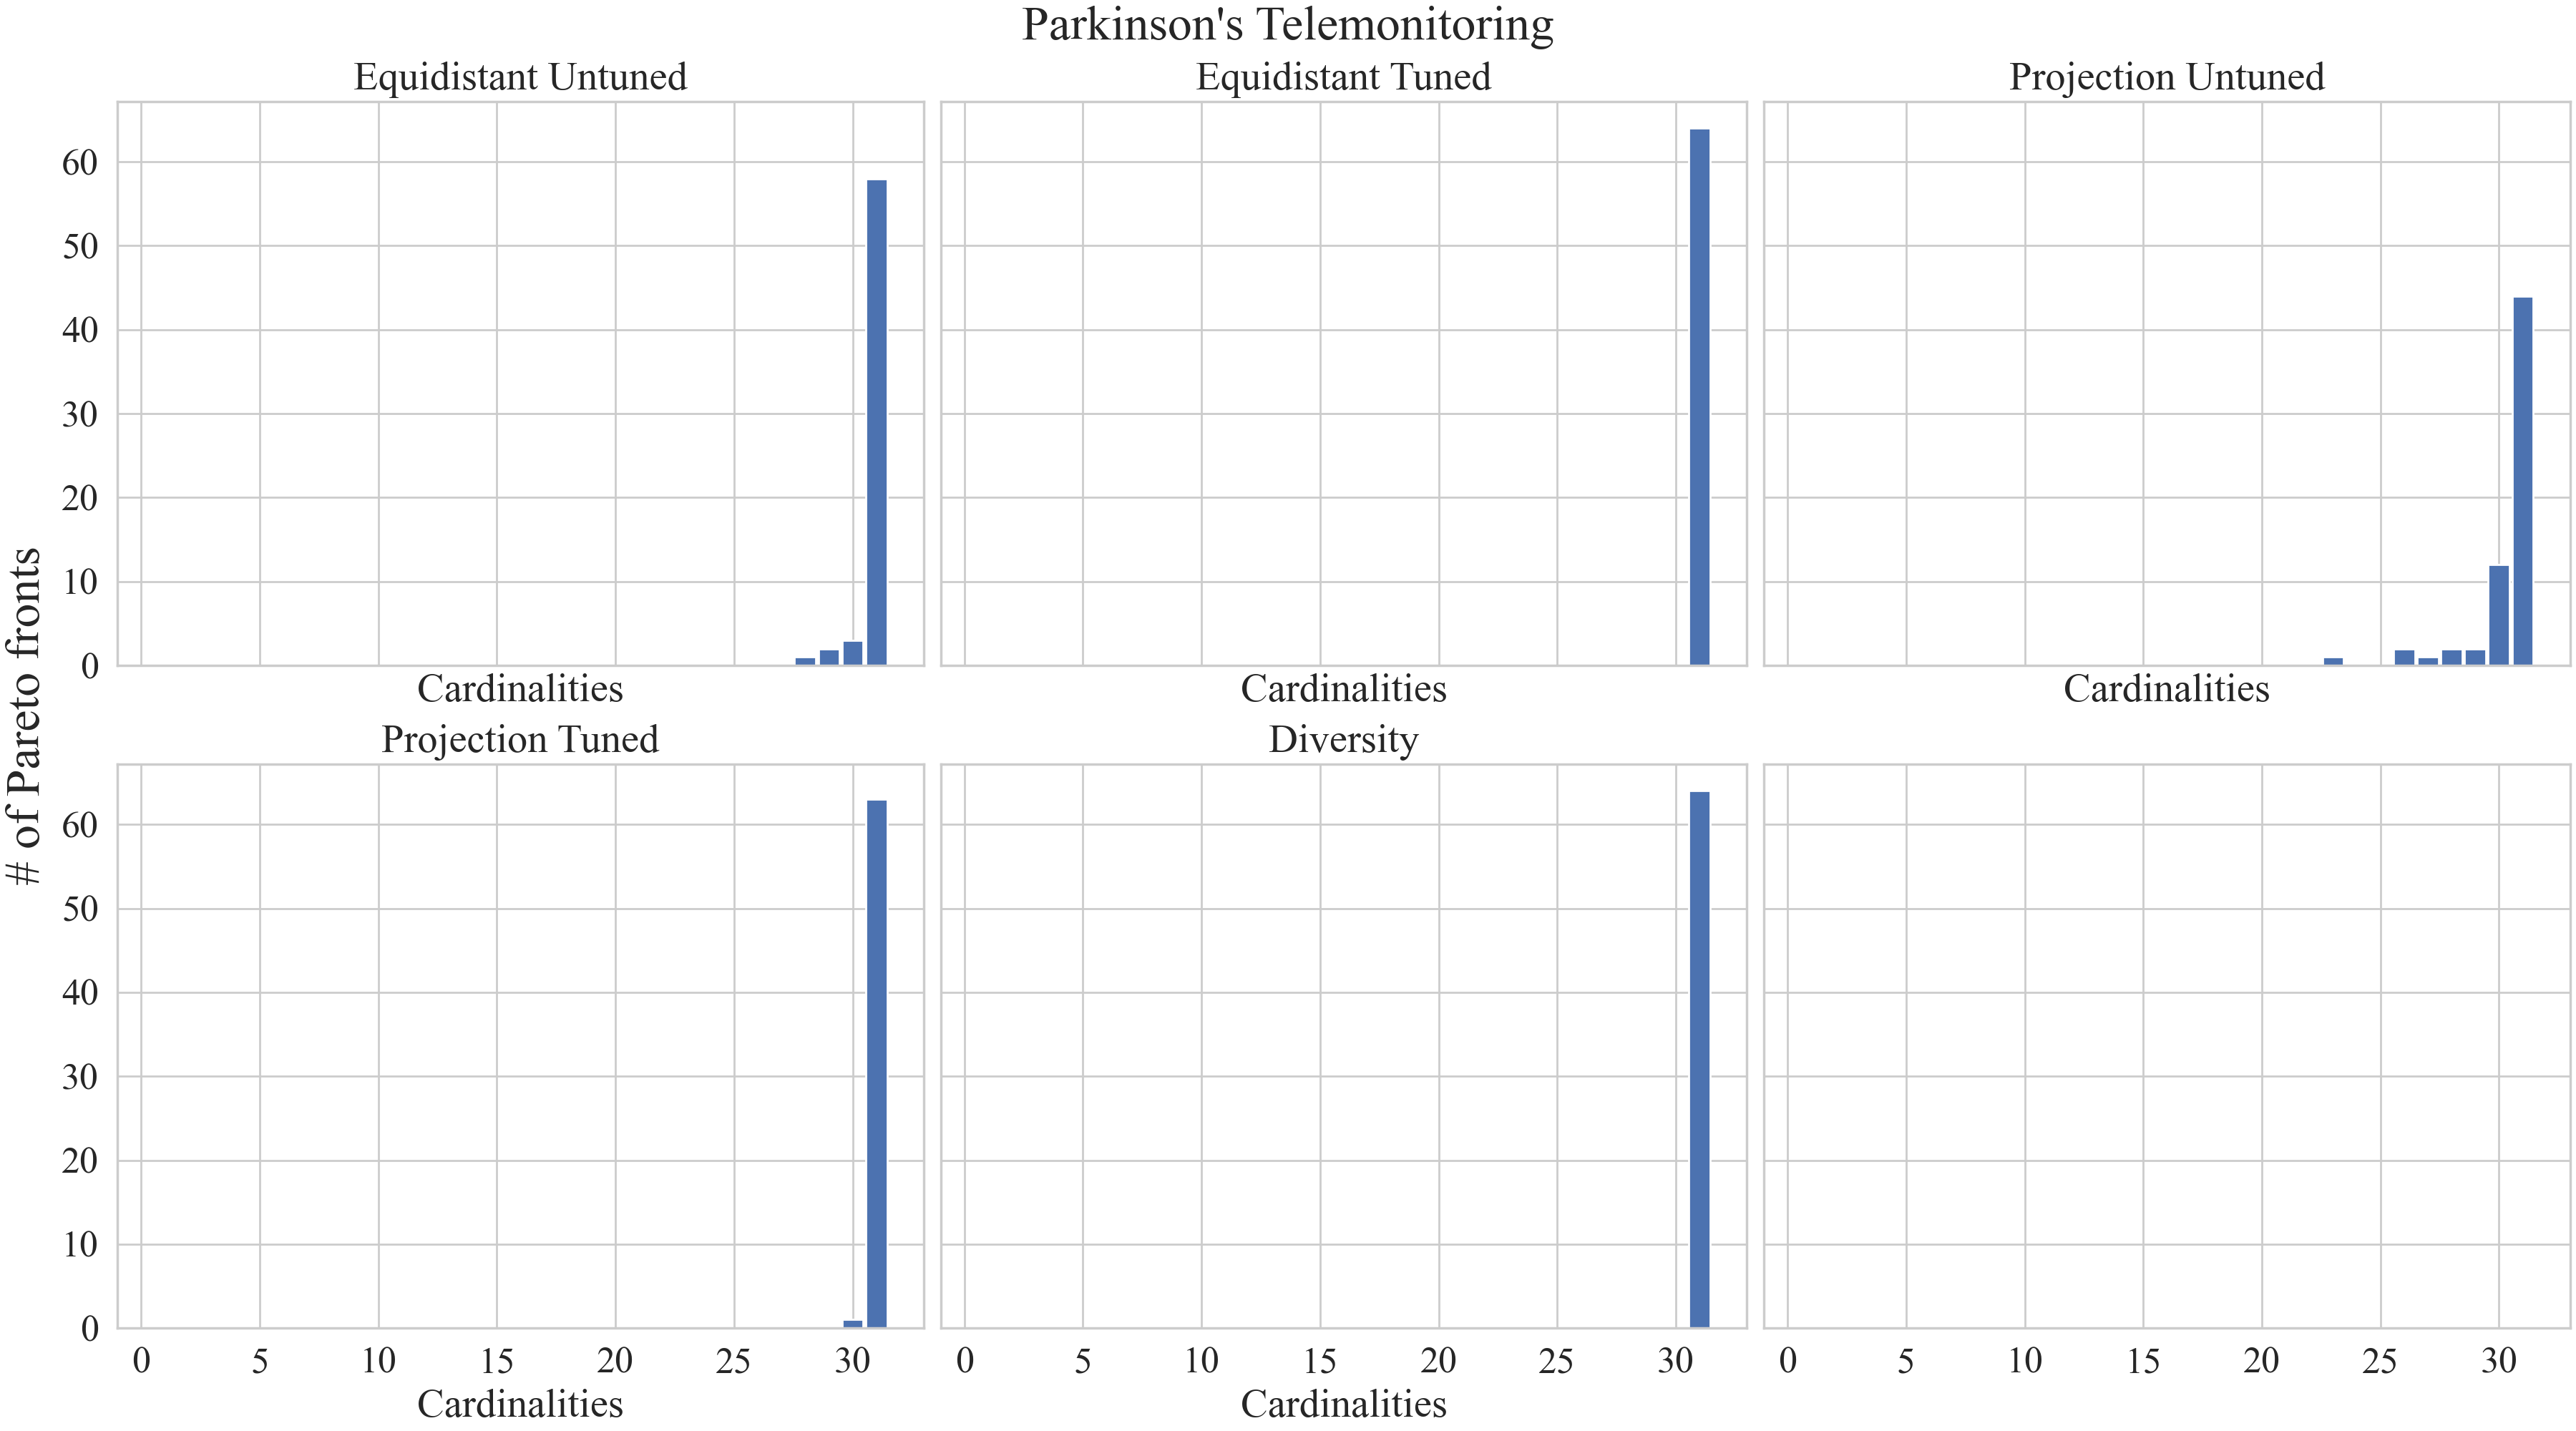 Parkinson's Telemonitoring
Equidistant Untuned
Equidistant Tuned
Projection Untuned
60
50
40
30
20
10
0
Cardinalities
Cardinalities
Cardinalities
# of Pareto fronts
Projection Tuned
Diversity
60
50
40
30
20
10
0
0 5 10 15 20 25 30
0 5 10 15 20 25 30
0 5 10 15 20 25 30
Cardinalities
Cardinalities